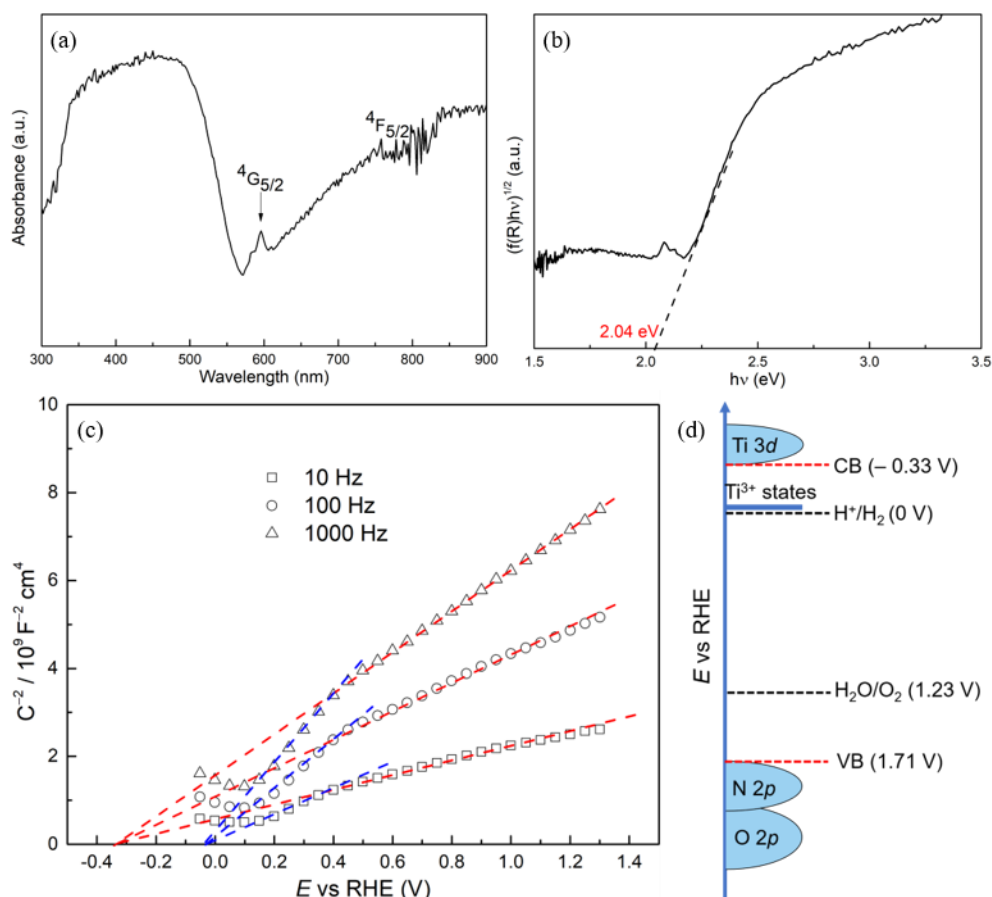 (a)
Absorbance (a.u.)
⁴G₅/₂
⁴F₅/₂
300 400 500 600 700 800 900
Wavelength (nm)
(b)
(f(R)hν)¹/²  (a.u.)
2.04 eV
1.5 2.0 2.5 3.0 3.5
hν (eV)
(c)
C⁻² / 10⁹ F⁻² cm⁴
10
8
6
4
2
0
10 Hz
100 Hz
1000 Hz
-0.4 -0.2 0.0 0.2 0.4 0.6 0.8 1.0 1.2 1.4
E vs RHE (V)
(d)
E vs RHE
Ti 3d
CB (– 0.33 V)
Ti³⁺ states
H⁺/H₂ (0 V)
H₂O/O₂ (1.23 V)
VB (1.71 V)
N 2p
O 2p